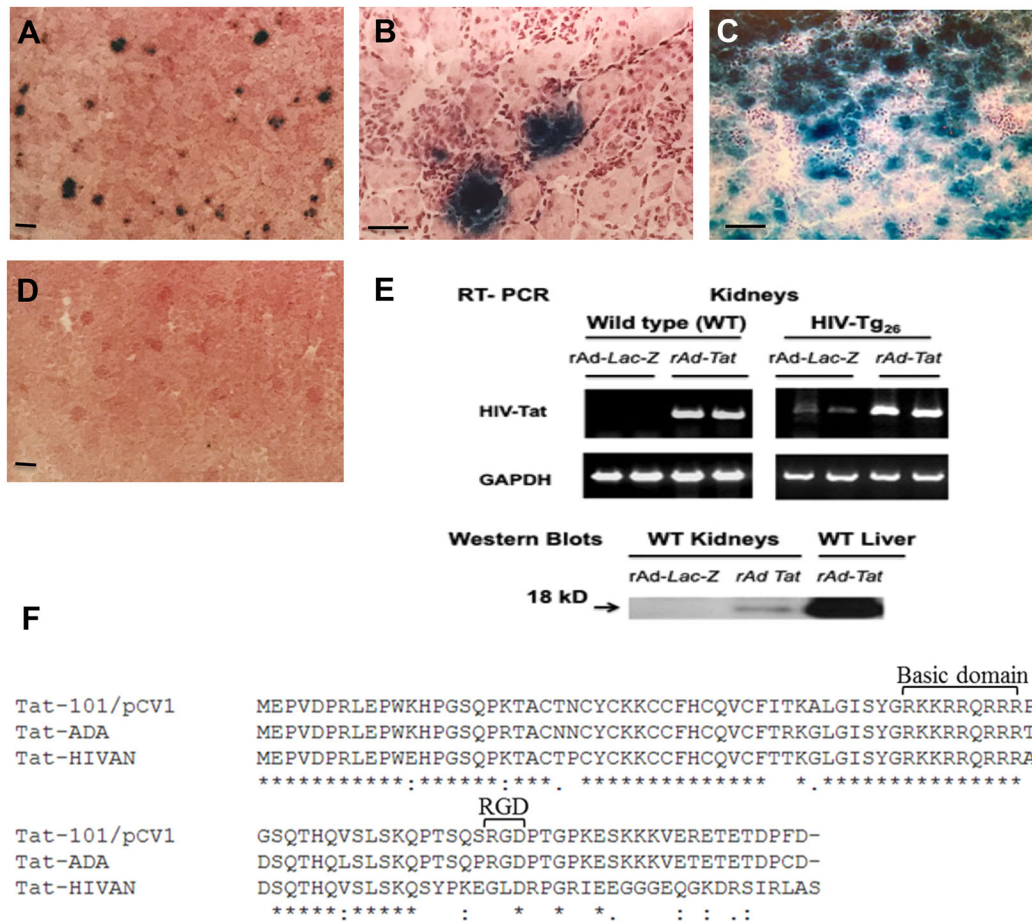 A
B
C
D
E
RT- PCR Kidneys
Wild type (WT) HIV-Tg26
rAd-Lac-Z rAd-Tat rAd-Lac-Z rAd-Tat
HIV-Tat
GAPDH
Western Blots WT Kidneys WT Liver
rAd-Lac-Z rAd Tat rAd-Tat
18 kD
F
Basic domain
Tat-101/pCV1 MEPVDPRLEPWKHPGSQPKTACTNCYCKKCCFHCQVCFITKALGISYGRKKRRQRRRP
Tat-ADA MEPVDPRLEPWKHPGSQPRTACNNCYCKKCCFHCQVCFTRKGLGISYGRKKRRQRRRT
Tat-HIVAN MEPVDPRLEPWEHPGSQPKTACTPCYCKKCCFHCQVCFTTKGLGISYGRKKRRQRRRA
***********:******:***. ************** *.***************
RGD
Tat-101/pCV1 GSQTHQVSLSKQPTSQSRGDPTGPKESKKKVERETETDPFD-
Tat-ADA DSQTHQLSLSKQPTSQPRGDPTGPKESKKKVETETETDPCD-
Tat-HIVAN DSQTHQVSLSKQSYPKEGLDRPGRIEEGGGEQGKDRSIRLAS
*****:***** : * * *. : : .: